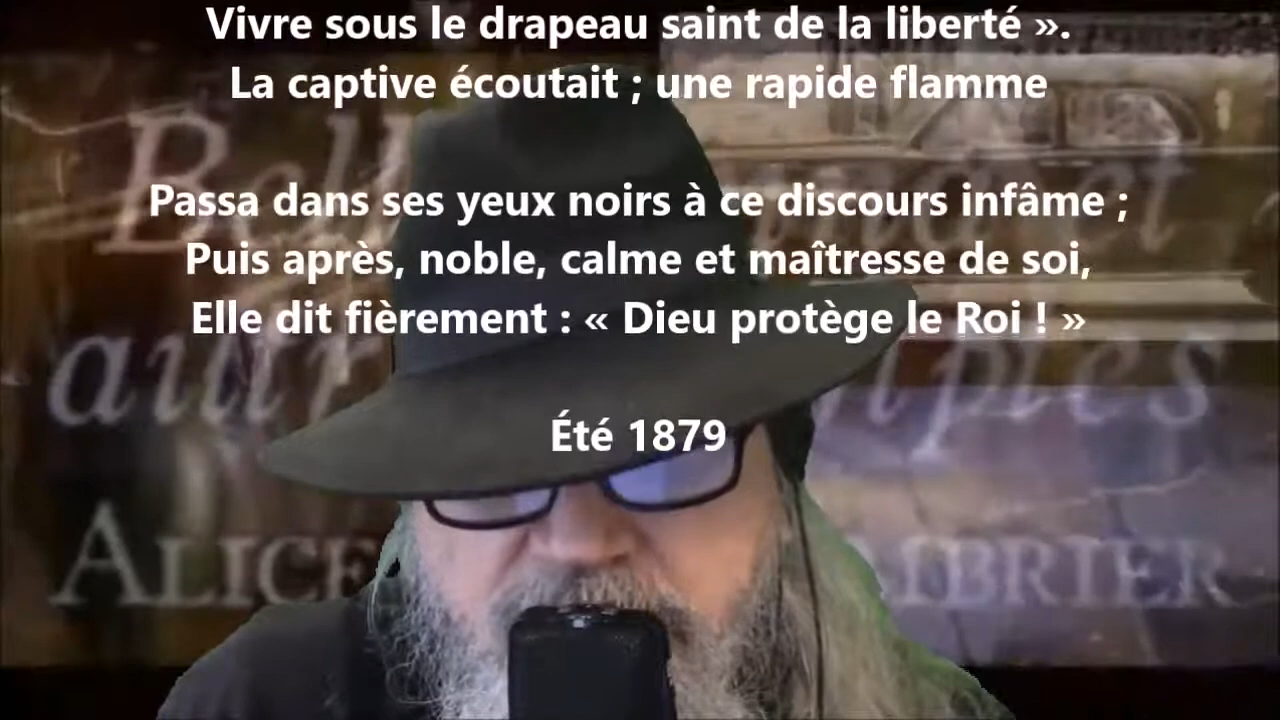 Vivre sous le drapeau saint de la liberté ».
La captive écoutait ; une rapide flamme
Passa dans ses yeux noirs à ce discours infâme ;
Puis après, noble, calme et maîtresse de soi,
Elle dit fièrement : « Dieu protège le Roi ! »
Été 1879
ALICE